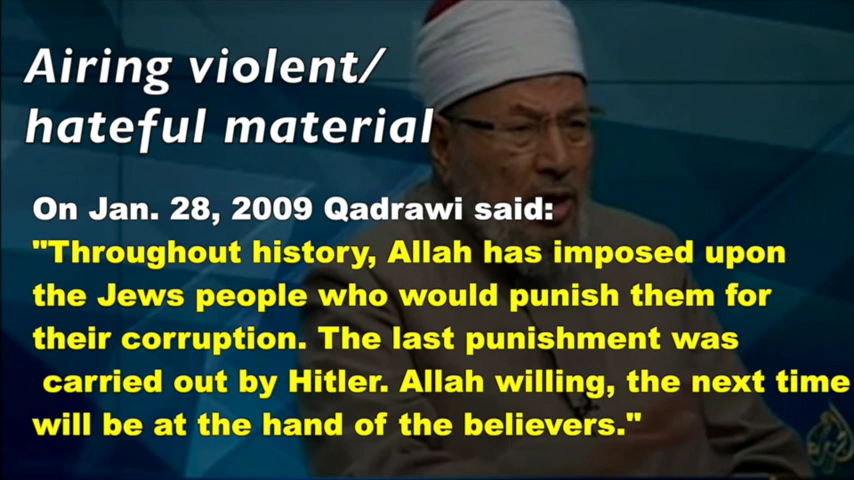 Airing violent/
hateful material
On Jan. 28, 2009 Qadrawi said:
"Throughout history, Allah has imposed upon
the Jews people who would punish them for
their corruption. The last punishment was
carried out by Hitler. Allah willing, the next time
will be at the hand of the believers."